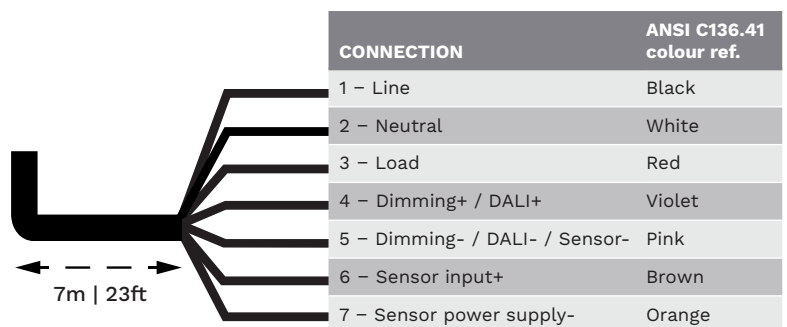 CONNECTION ANSI C136.41 colour ref.
1 – Line Black
2 – Neutral White
3 – Load Red
4 – Dimming+ / DALI+ Violet
5 – Dimming- / DALI- / Sensor- Pink
6 – Sensor input+ Brown
7 – Sensor power supply- Orange
7m | 23ft